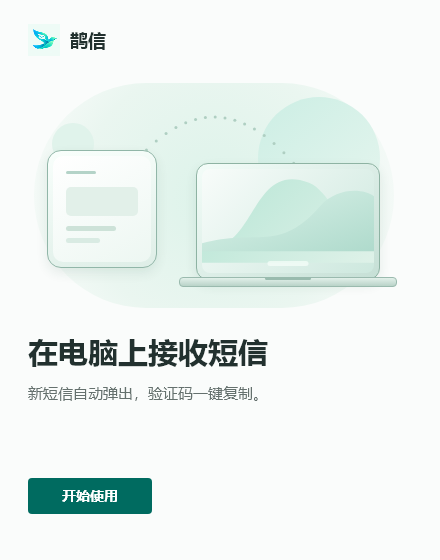 鹊信
在电脑上接收短信
新短信自动弹出，验证码一键复制。
开始使用